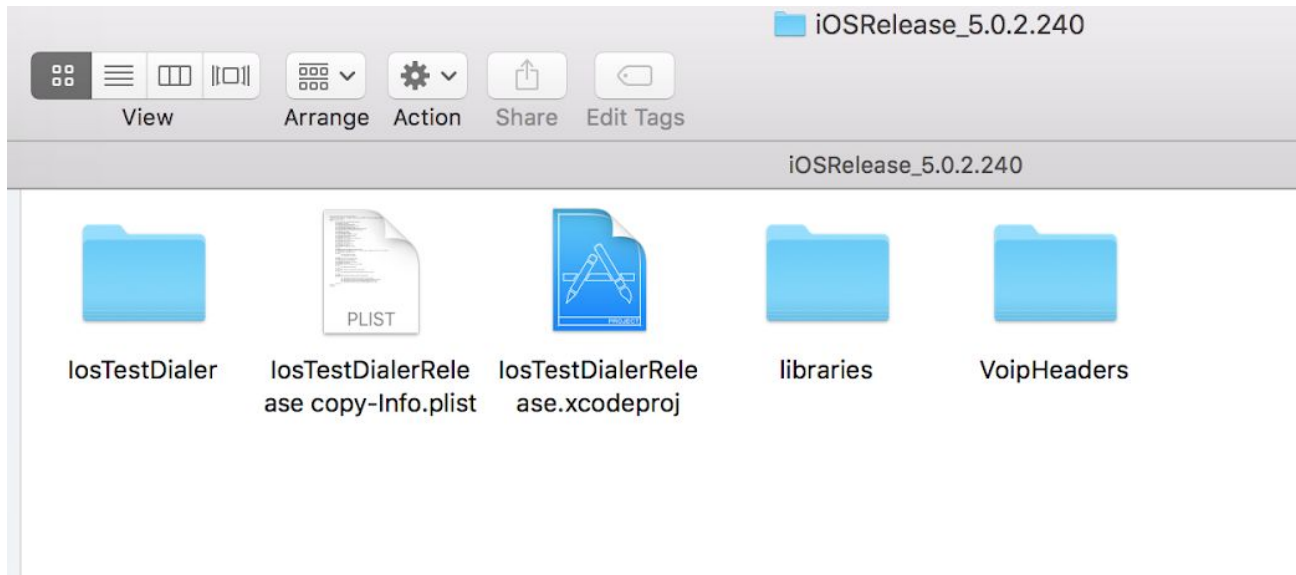 iOSRelease_5.0.2.240
View
Arrange
Action
Share
Edit Tags
iOSRelease_5.0.2.240
PLIST
PROJECT
IosTestDialer
IosTestDialerRele
ase copy-Info.plist
IosTestDialerRele
ase.xcodeproj
libraries
VoipHeaders